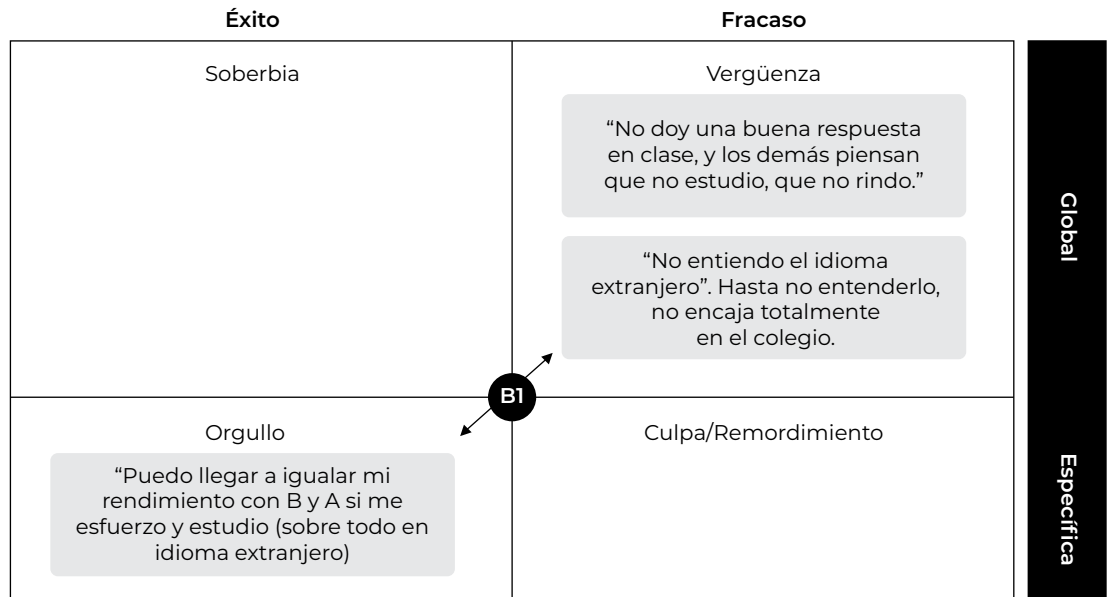 Éxito
Fracaso
Soberbia
Vergüenza
“No doy una buena respuesta
en clase, y los demás piensan
que no estudio, que no rindo.”
“No entiendo el idioma
extranjero”. Hasta no entenderlo,
no encaja totalmente
en el colegio.
Global
B1
Orgullo
Culpa/Remordimiento
“Puedo llegar a igualar mi
rendimiento con B y A si me
esfuerzo y estudio (sobre todo en
idioma extranjero)
Específica